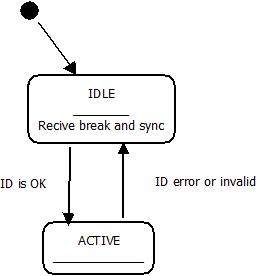 IDLE
Recive break and sync
ID is OK
ID error or invalid
ACTIVE